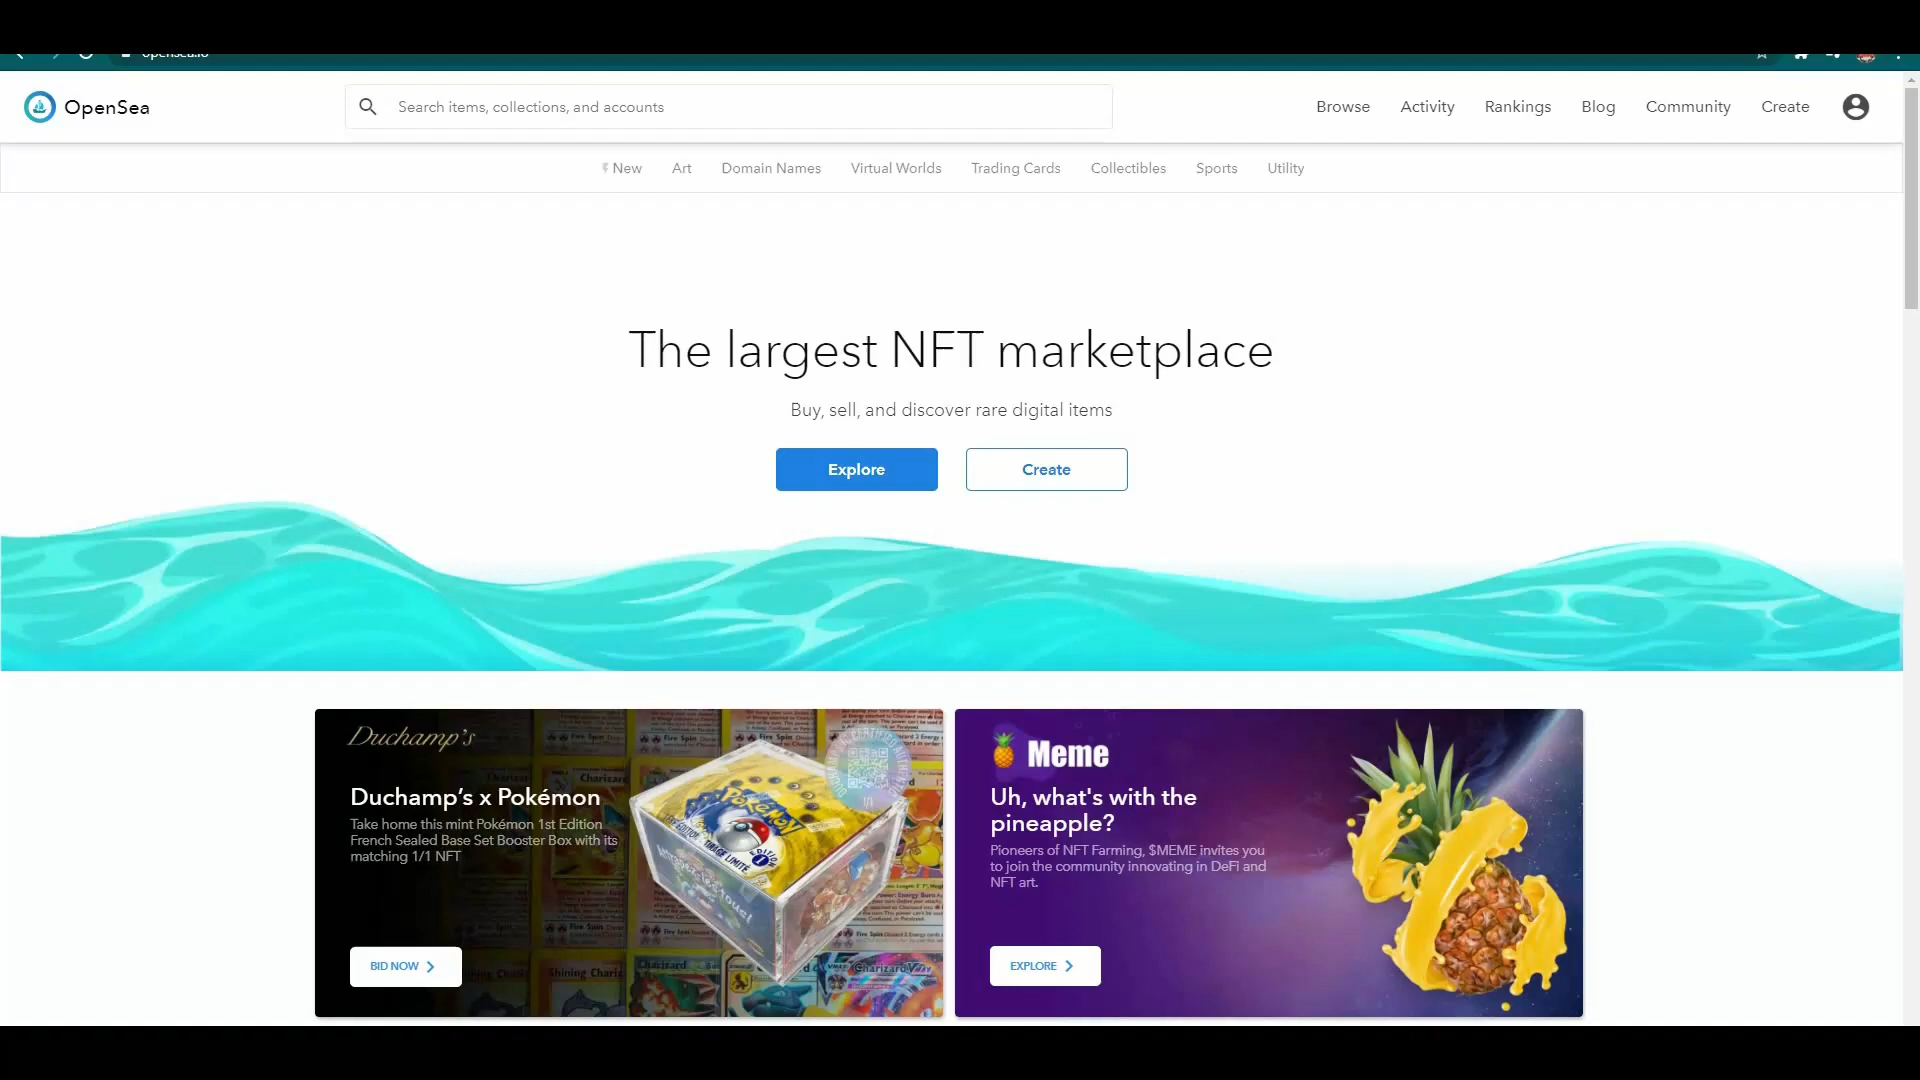 opensea.io
OpenSea
Search items, collections, and accounts
Browse
Activity
Rankings
Blog
Community
Create
New
Art
Domain Names
Virtual Worlds
Trading Cards
Collectibles
Sports
Utility
The largest NFT marketplace
Buy, sell, and discover rare digital items
Explore
Create
Duchamp's
Duchamp’s x Pokémon
Take home this mint Pokémon 1st Edition
French Sealed Base Set Booster Box with its
matching 1/1 NFT
BID NOW
Pokémon
Meme
Uh, what's with the
pineapple?
Pioneers of NFT Farming, $MEME invites you
to join the community innovating in DeFi and
NFT art.
EXPLORE